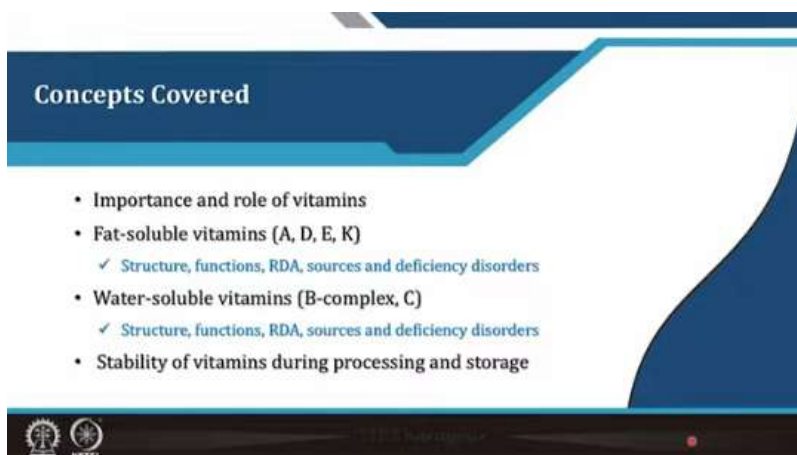 Concepts Covered
• Importance and role of vitamins
• Fat-soluble vitamins (A, D, E, K)
✓ Structure, functions, RDA, sources and deficiency disorders
• Water-soluble vitamins (B-complex, C)
✓ Structure, functions, RDA, sources and deficiency disorders
• Stability of vitamins during processing and storage